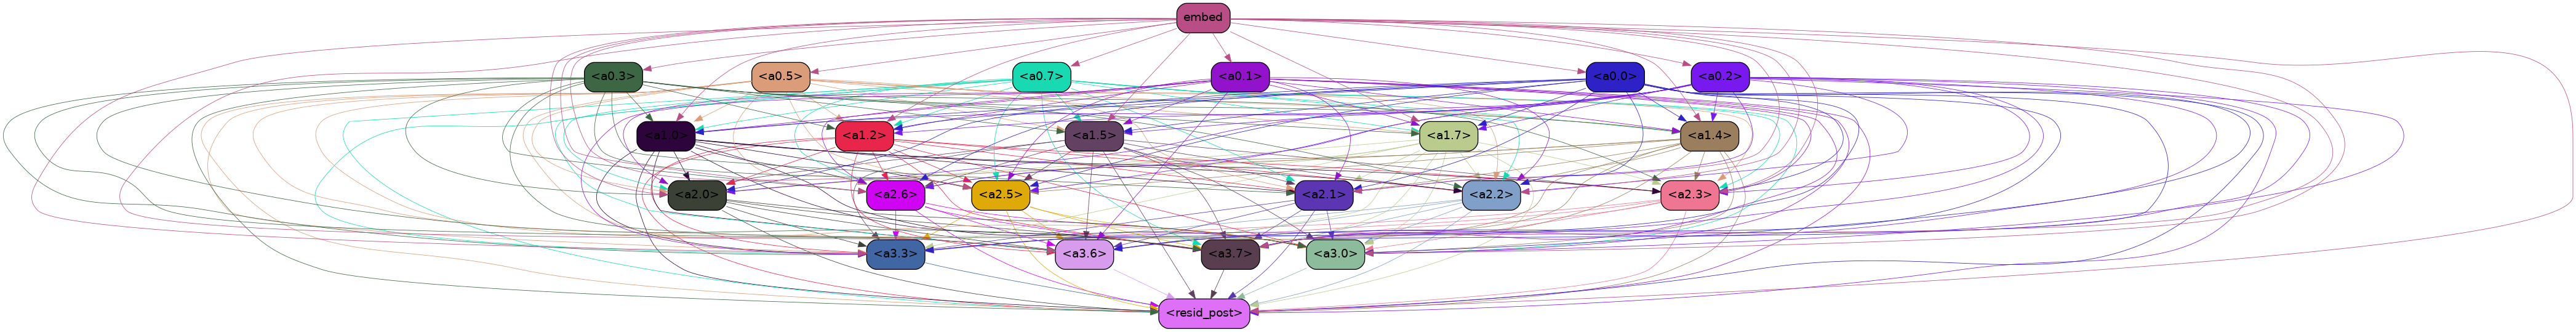 embed
<a0.3> <a0.5> <a0.7> <a0.1> <a0.0> <a0.2>
<a1.0> <a1.2> <a1.5> <a1.7> <a1.4>
<a2.0> <a2.6> <a2.5> <a2.1> <a2.2> <a2.3>
<a3.3> <a3.6> <a3.7> <a3.0>
<resid_post>